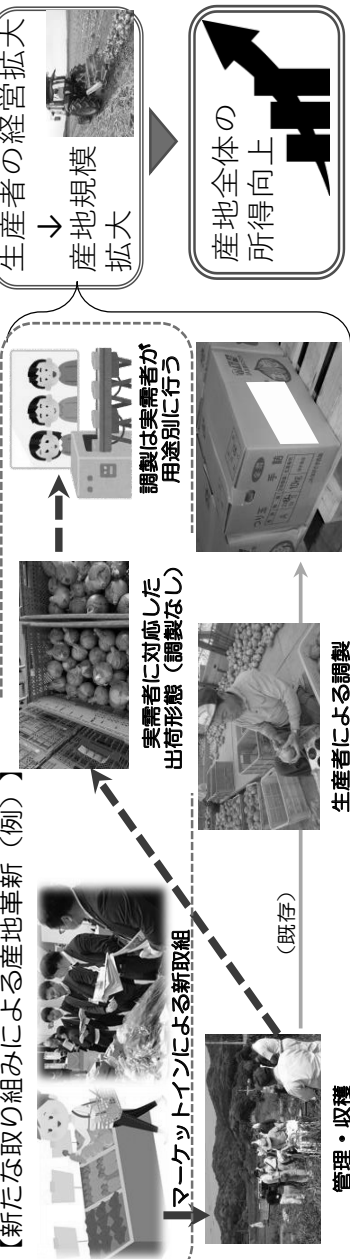 【新たな取り組みによる産地革新（例）】
マーケットインによる新取組
管理・収穫
（既存）
生産者による調製
実需者に対応した
出荷形態（調製なし）
調製は実需者が
用途別に行う
生産者の経営拡大
↓
産地規模
拡大
産地全体の
所得向上